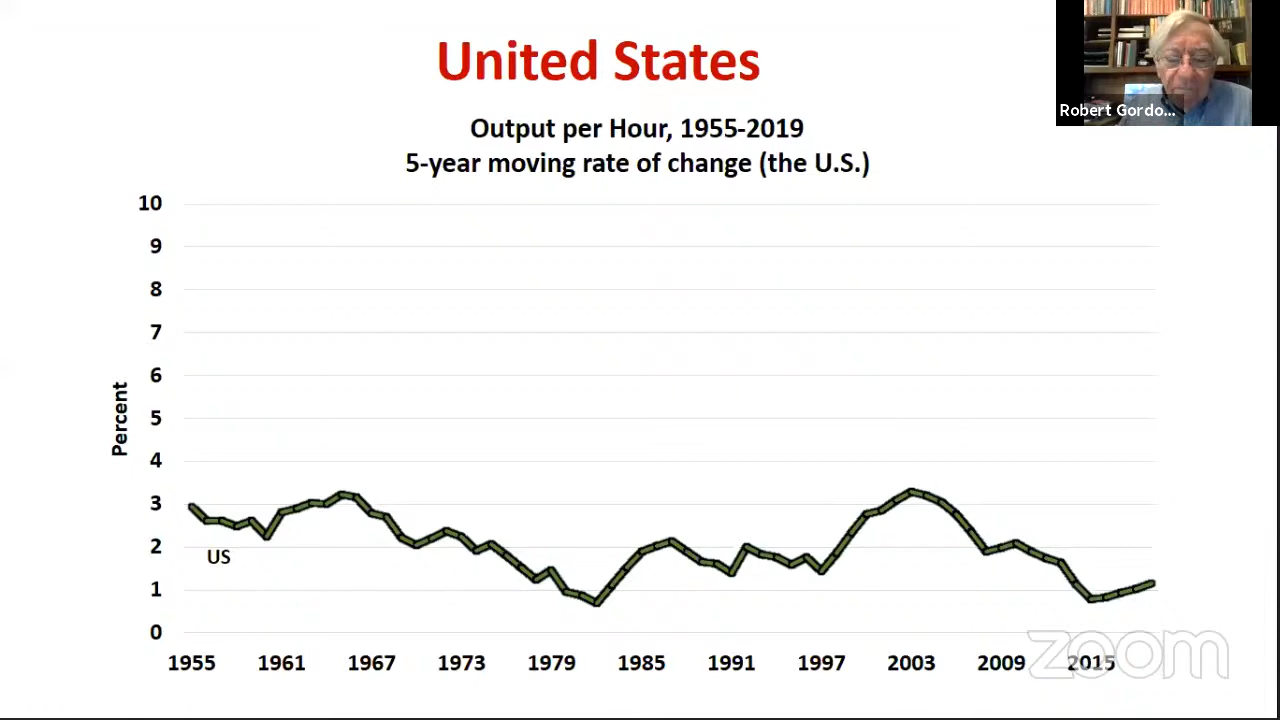 United States
Robert Gordo...
Output per Hour, 1955-2019
5-year moving rate of change (the U.S.)
10
9
8
7
6
5
4
3
2
1
0
Percent
US
1955 1961 1967 1973 1979 1985 1991 1997 2003 2009 2015
zoom